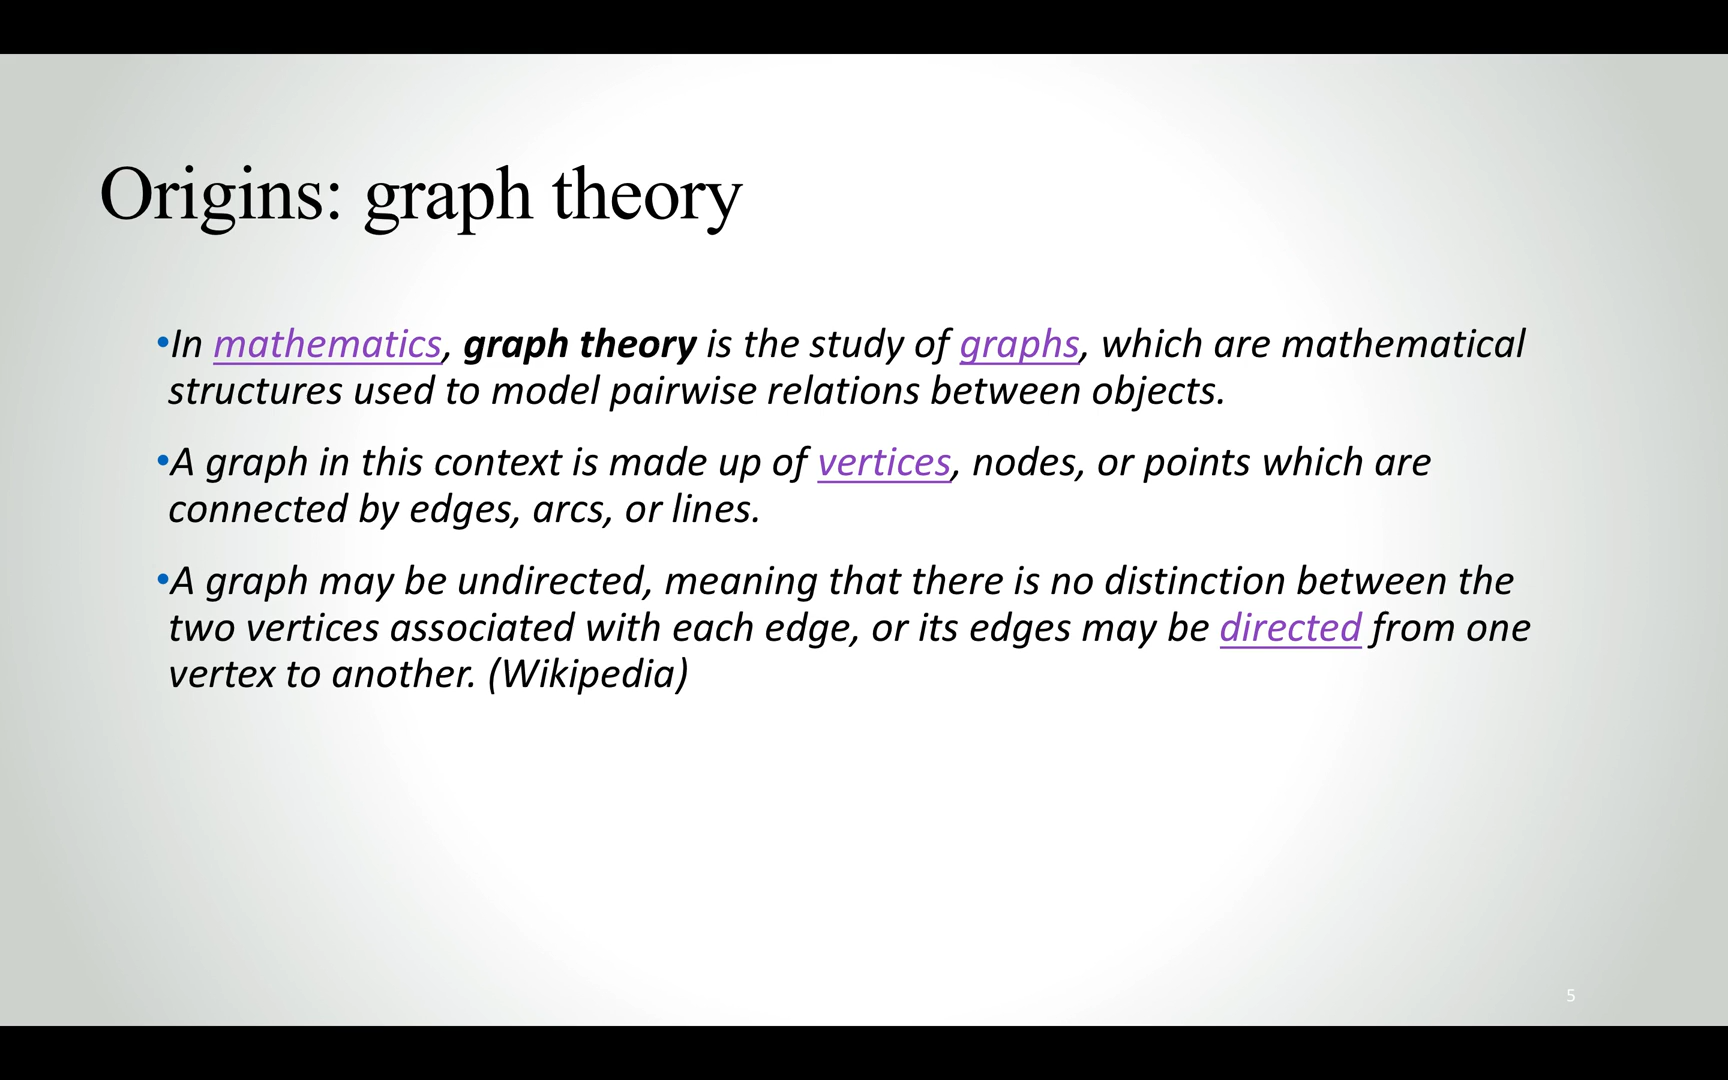 Origins: graph theory
•In mathematics, graph theory is the study of graphs, which are mathematical
structures used to model pairwise relations between objects.
•A graph in this context is made up of vertices, nodes, or points which are
connected by edges, arcs, or lines.
•A graph may be undirected, meaning that there is no distinction between the
two vertices associated with each edge, or its edges may be directed from one
vertex to another. (Wikipedia)
5